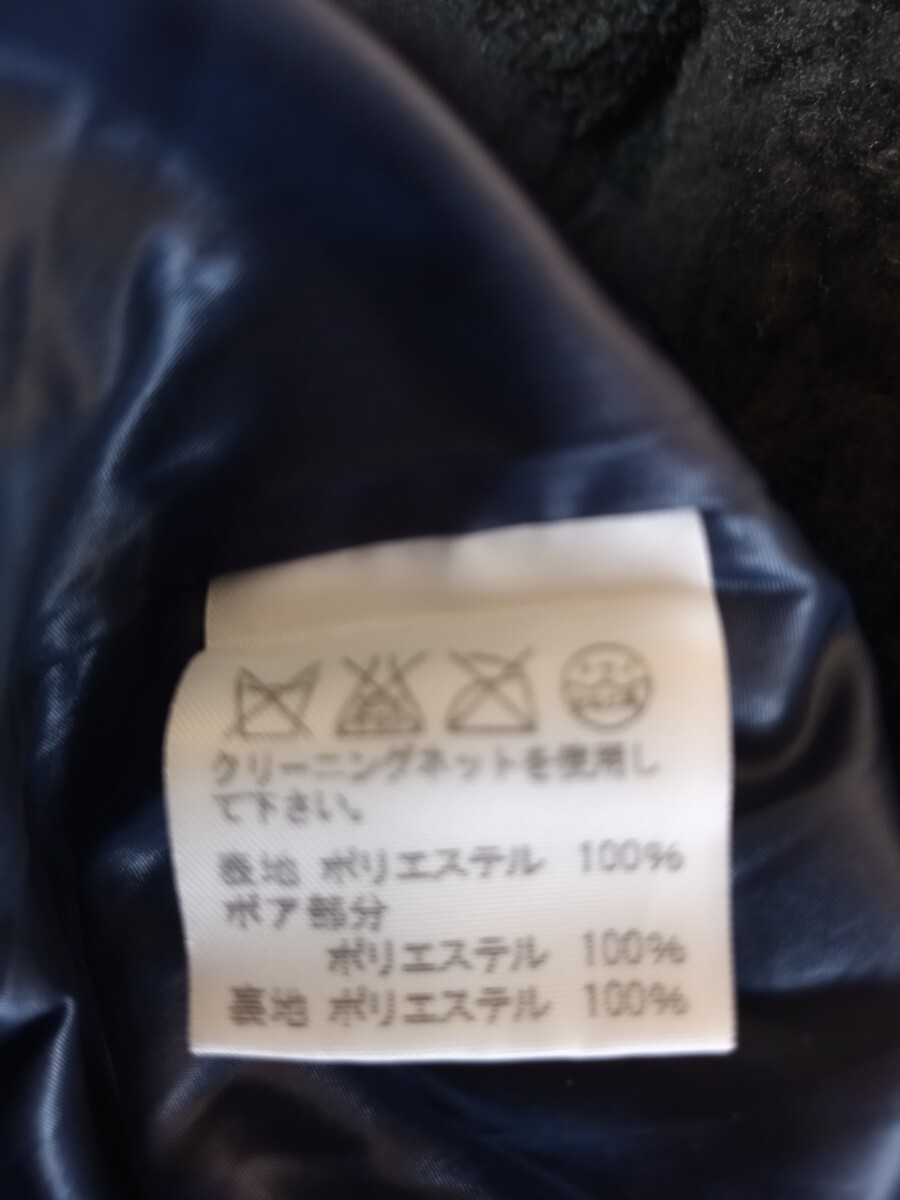 クリーニングネットを使用し
て下さい。
表地 ポリエステル 100%
ボア部分
ポリエステル 100%
裏地 ポリエステル 100%